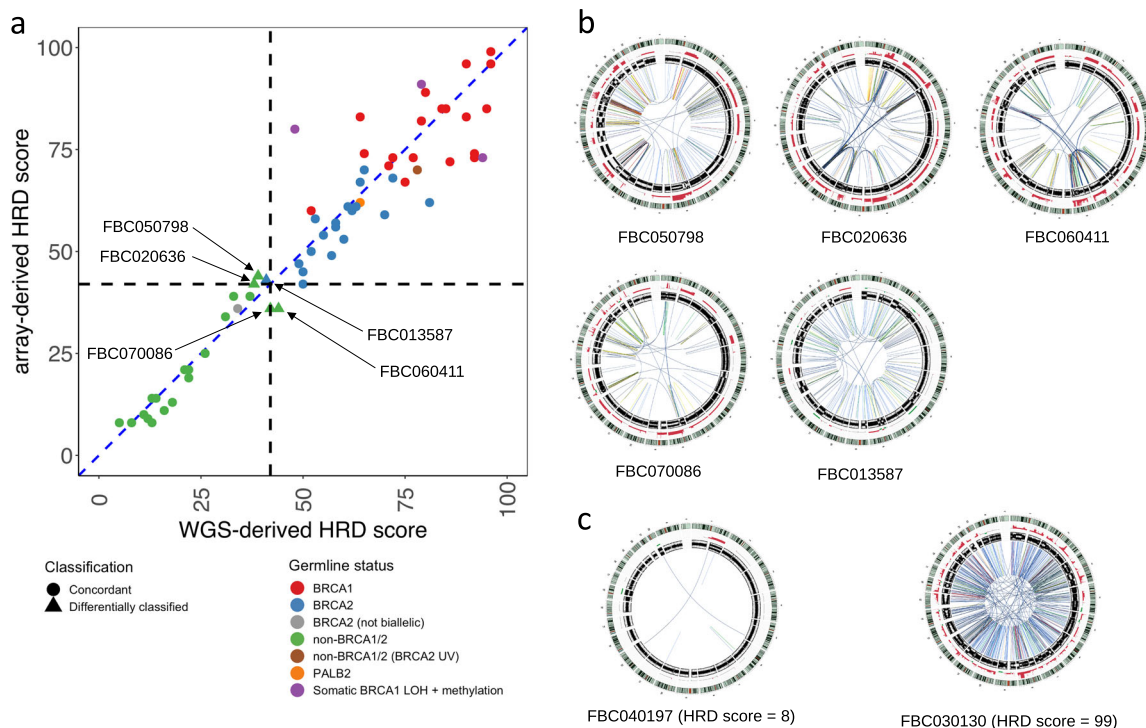 a
b
array-derived HRD score
100
75
50
25
0
FBC050798
FBC020636
FBC070086
FBC013587
FBC060411
0
25
50
75
100
WGS-derived HRD score
Classification
Concordant
Differentially classified
Germline status
BRCA1
BRCA2
BRCA2 (not biallelic)
non-BRCA1/2
non-BRCA1/2 (BRCA2 UV)
PALB2
Somatic BRCA1 LOH + methylation
FBC050798
FBC020636
FBC060411
FBC070086
FBC013587
c
FBC040197 (HRD score = 8)
FBC030130 (HRD score = 99)